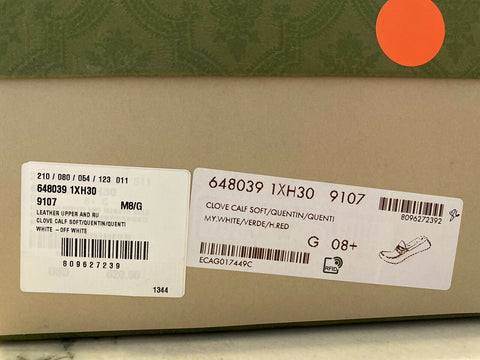 210 / 080 / 054 / 123 011
648039 1XH30
9107 M8/G
LEATHER UPPER AND RU
CLOVE CALF SOFT/QUENTIN/QUENTI
WHITE - OFF WHITE
809627239
1344
648039 1XH30 9107
CLOVE CALF SOFT/QUENTIN/QUENTI
MY.WHITE/VERDE/H.RED
G 08+
ECAG017449C
RFID
8096272392